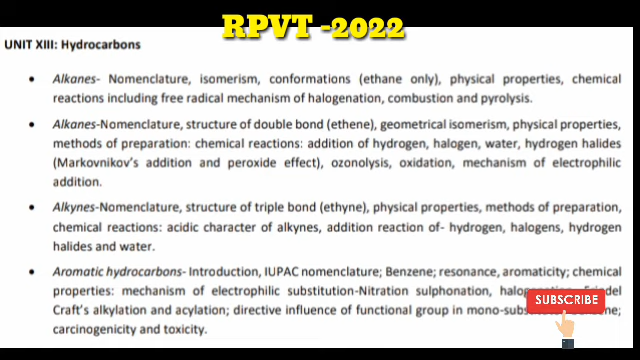 RPVT -2022
UNIT XIII: Hydrocarbons
• Alkanes- Nomenclature, isomerism, conformations (ethane only), physical properties, chemical
reactions including free radical mechanism of halogenation, combustion and pyrolysis.
• Alkanes-Nomenclature, structure of double bond (ethene), geometrical isomerism, physical properties,
methods of preparation: chemical reactions: addition of hydrogen, halogen, water, hydrogen halides
(Markovnikov's addition and peroxide effect), ozonolysis, oxidation, mechanism of electrophilic
addition.
• Alkynes-Nomenclature, structure of triple bond (ethyne), physical properties, methods of preparation,
chemical reactions: acidic character of alkynes, addition reaction of- hydrogen, halogens, hydrogen
halides and water.
• Aromatic hydrocarbons- Introduction, IUPAC nomenclature; Benzene; resonance, aromaticity; chemical
properties: mechanism of electrophilic substitution-Nitration sulphonation,
Craft's alkylation and acylation; directive influence of functional group in
carcinogenicity and toxicity.
SUBSCRIBE